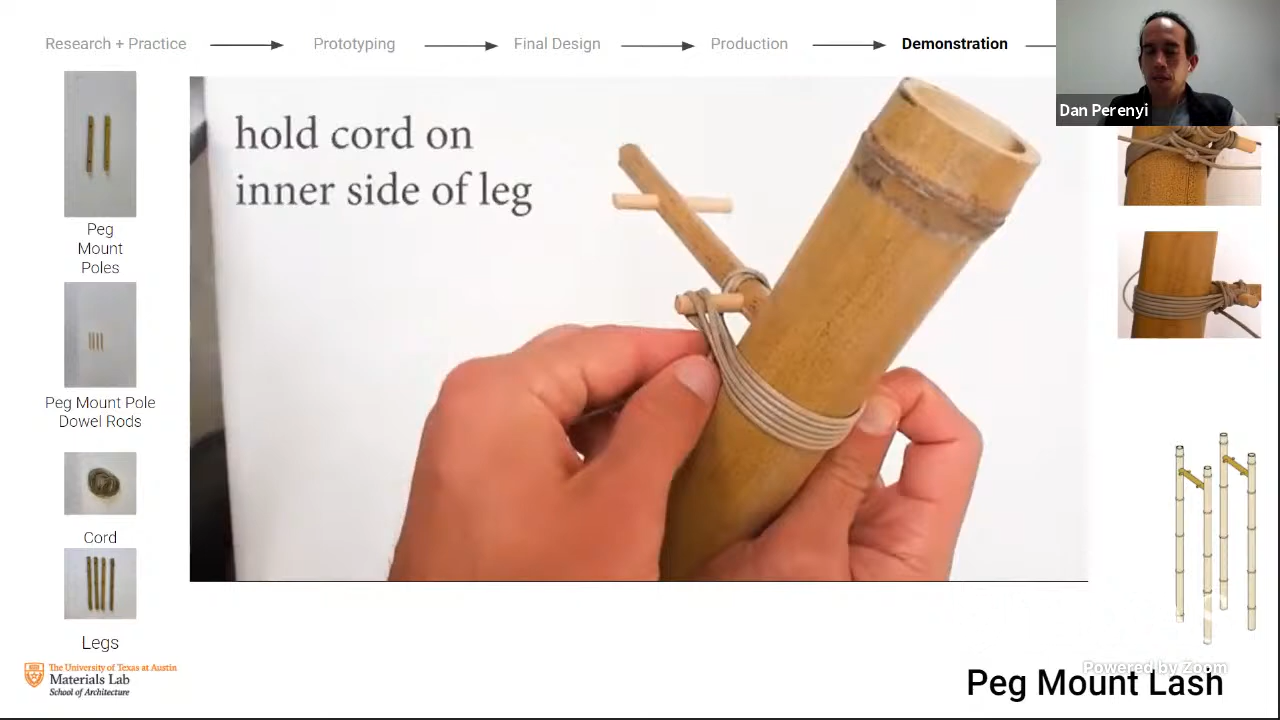 Research + Practice
Prototyping
Final Design
Production
Demonstration
Dan Perenyi
hold cord on
inner side of leg
Peg
Mount
Poles
Peg Mount Pole
Dowel Rods
Cord
Legs
The University of Texas at Austin
Materials Lab
School of Architecture
Powered by Zoom
Peg Mount Lash